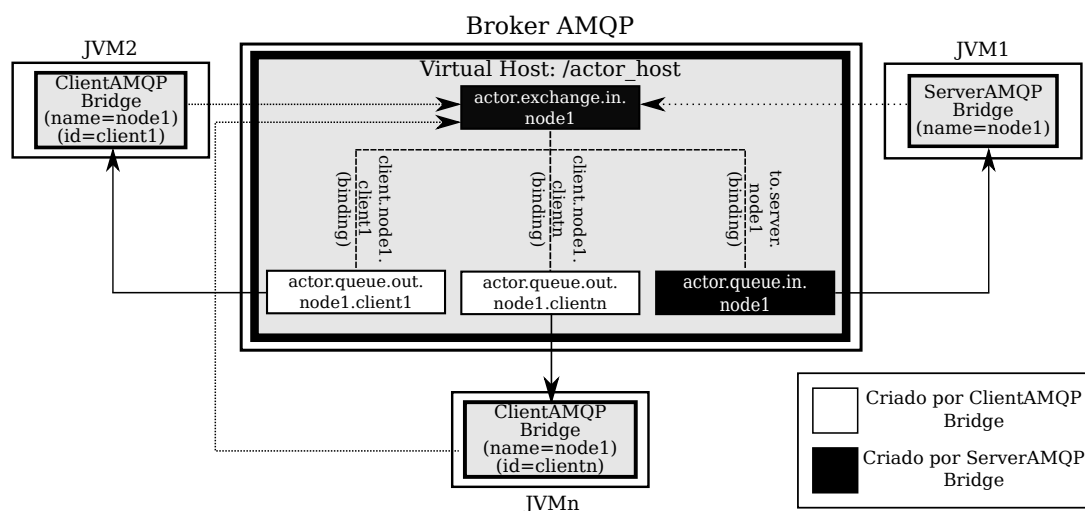 Broker AMQP
JVM2
ClientAMQP
Bridge
(name=node1)
(id=client1)
Virtual Host: /actor_host
actor.exchange.in.
node1
JVM1
ServerAMQP
Bridge
(name=node1)
client.node1.
client1
(binding)
client.node1.
clientn
(binding)
to.server.
node1
(binding)
actor.queue.out.
node1.client1
actor.queue.out.
node1.clientn
actor.queue.in.
node1
ClientAMQP
Bridge
(name=node1)
(id=clientn)
JVMn
Criado por ClientAMQP
Bridge
Criado por ServerAMQP
Bridge